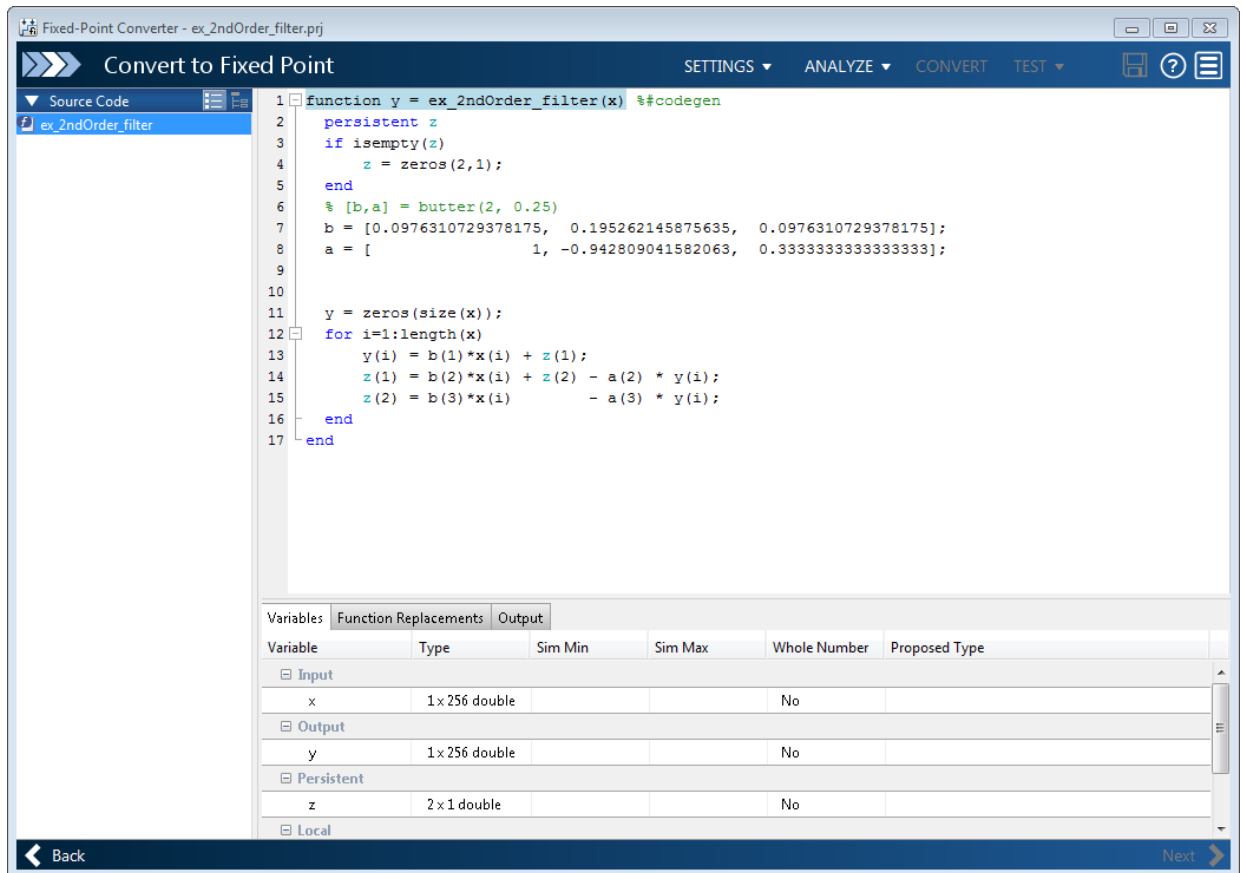 Fixed-Point Converter - ex_2ndOrder_filter.prj
Convert to Fixed Point SETTINGS ▼ ANALYZE ▼ CONVERT TEST ▼
▼ Source Code
ex_2ndOrder_filter
1 function y = ex_2ndOrder_filter(x) %#codegen
2 persistent z
3 if isempty(z)
4 z = zeros(2,1);
5 end
6 % [b,a] = butter(2, 0.25)
7 b = [0.0976310729378175, 0.195262145875635, 0.0976310729378175];
8 a = [ 1, -0.942809041582063, 0.3333333333333333];
9
10
11 y = zeros(size(x));
12 for i=1:length(x)
13 y(i) = b(1)*x(i) + z(1);
14 z(1) = b(2)*x(i) + z(2) - a(2) * y(i);
15 z(2) = b(3)*x(i) - a(3) * y(i);
16 end
17 end
Variables Function Replacements Output
Variable Type Sim Min Sim Max Whole Number Proposed Type
Input
x 1 x 256 double No
Output
y 1 x 256 double No
Persistent
z 2 x 1 double No
Local
Back Next